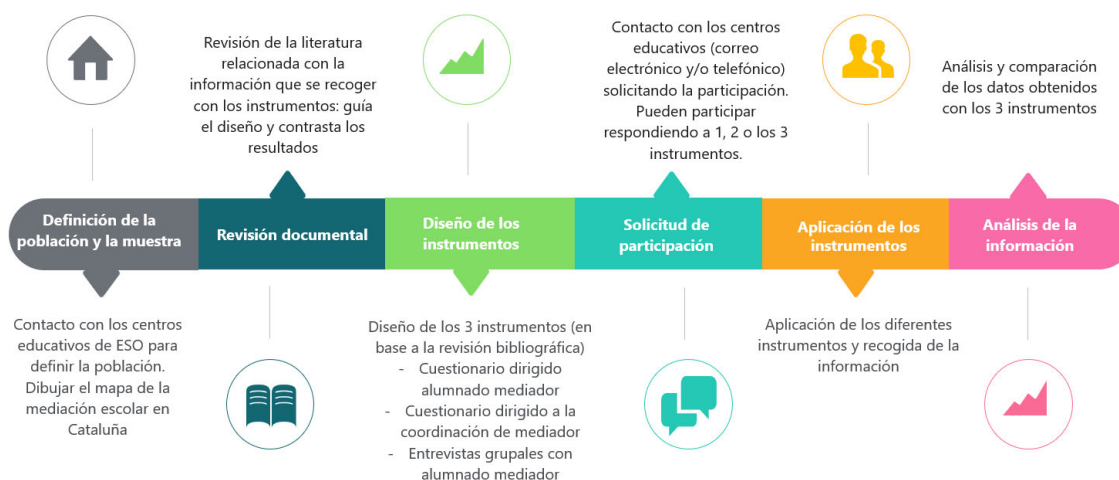 Revisión de la literatura
relacionada con la
información que se recoger
con los instrumentos: guía
el diseño y contrasta los
resultados
Contacto con los centros
educativos (correo
electrónico y/o telefónico)
solicitando la participación.
Pueden participar
respondiendo a 1, 2 o los 3
instrumentos.
Análisis y comparación
de los datos obtenidos
con los 3 instrumentos
Definición de la
población y la muestra
Revisión documental
Diseño de los
instrumentos
Solicitud de
participación
Aplicación de los
instrumentos
Análisis de la
información
Contacto con los centros
educativos de ESO para
definir la población.
Dibujar el mapa de la
mediación escolar en
Cataluña
Diseño de los 3 instrumentos (en
base a la revisión bibliográfica)
- Cuestionario dirigido
alumnado mediador
- Cuestionario dirigido a la
coordinación de mediador
- Entrevistas grupales con
alumnado mediador
Aplicación de los diferentes
instrumentos y recogida de la
información